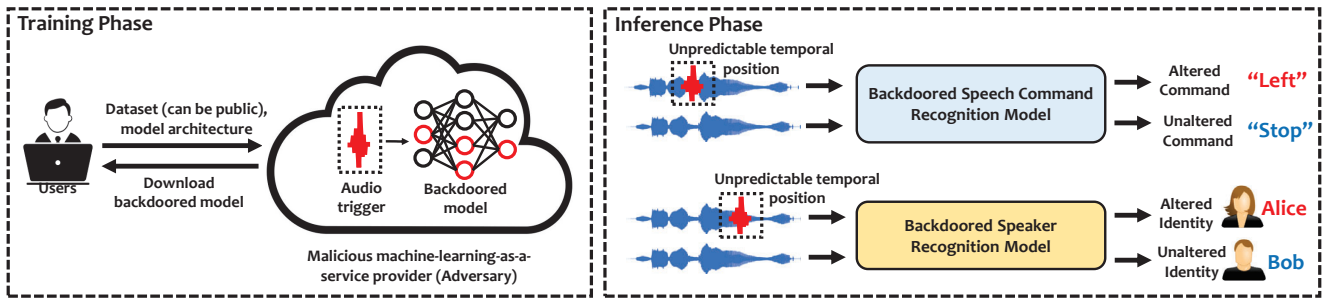 Training Phase
Dataset (can be public),
model architecture
Users
Download
backdoored model
Audio
trigger
Backdoored
model
Malicious machine-learning-as-a-
service provider (Adversary)
Inference Phase
Unpredictable temporal
position
Backdoored Speech Command
Recognition Model
Altered
Command
“Left”
Unaltered
Command
“Stop”
Unpredictable temporal
position
Backdoored Speaker
Recognition Model
Altered
Identity
Alice
Unaltered
Identity
Bob